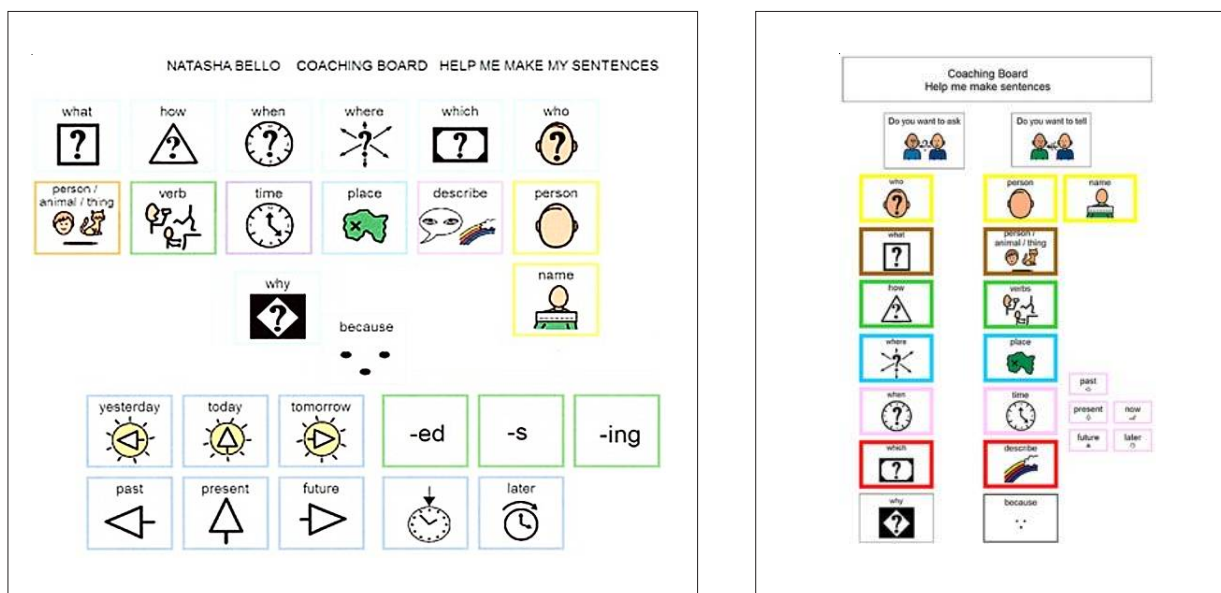 NATASHA BELLO COACHING BOARD HELP ME MAKE MY SENTENCES
what how when where which who
? ? ? ? ? ?
person / animal / thing verb time place describe person
why name
?
because
yesterday today tomorrow -ed -s -ing
past present future later
Coaching Board
Help me make sentences
Do you want to ask Do you want to tell
who person name
?
what person / animal / thing
?
how verbs
?
where place
?
when time past
? present now
which describe future later
?
why because
?